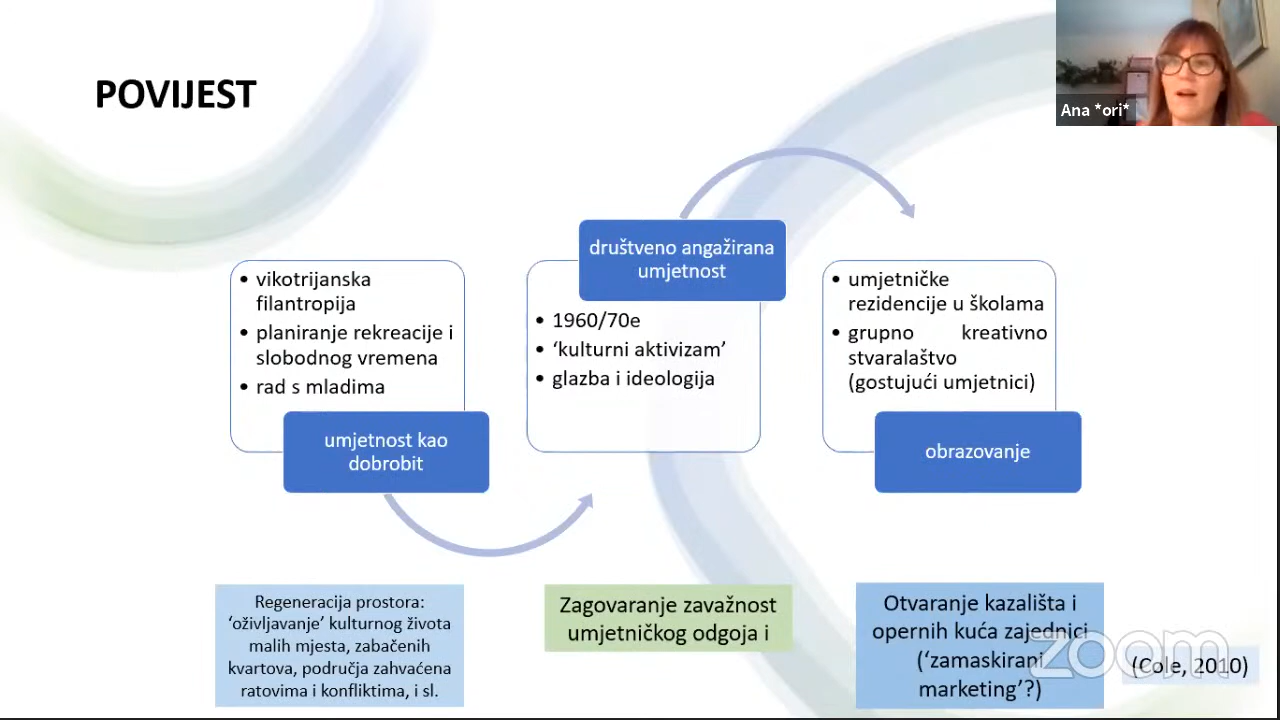 POVIJEST
Ana *ori*
• vikotrijanska
filantropija
• planiranje rekreacije i
slobodnog vremena
• rad s mladima
umjetnost kao
dobrobit
društveno angažirana
umjetnost
• 1960/70e
• ‘kulturni aktivizam’
• glazba i ideologija
• umjetničke
rezidencije u školama
• grupno kreativno
stvaralaštvo
(gostujući umjetnici)
obrazovanje
Regeneracija prostora:
‘oživljavanje’ kulturnog života
malih mjesta, zabačenih
kvartova, područja zahvaćena
ratovima i konfliktima, i sl.
Zagovaranje zavažnost
umjetničkog odgoja i
Otvaranje kazališta i
opernih kuća zajednici
(‘zamaskirani
marketing’?)
zoom
(Cole, 2010)